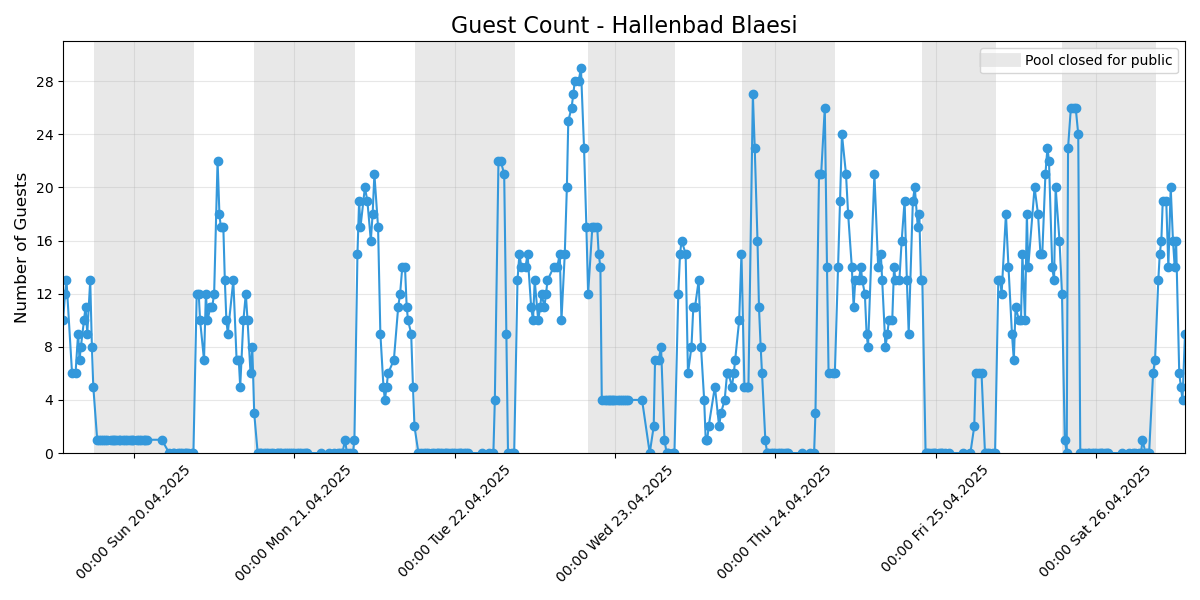 Guest Count - Hallenbad Blaesi
Pool closed for public
Number of Guests
28
24
20
16
12
8
4
0
00:00 Sun 20.04.2025
00:00 Mon 21.04.2025
00:00 Tue 22.04.2025
00:00 Wed 23.04.2025
00:00 Thu 24.04.2025
00:00 Fri 25.04.2025
00:00 Sat 26.04.2025